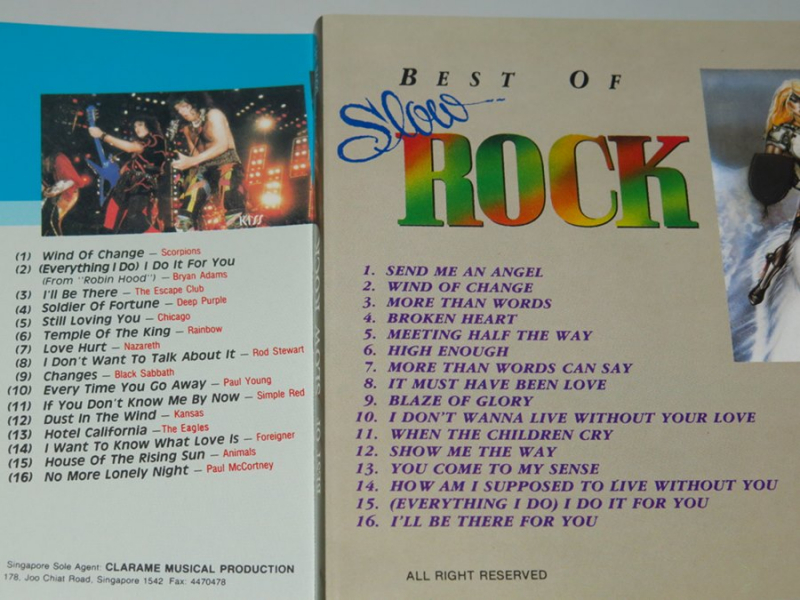 KISS
(1) Wind Of Change – Scorpions
(2) (Everything I Do) I Do It For You
(From "Robin Hood") – Bryan Adams
(3) I'll Be There – The Escape Club
(4) Soldier Of Fortune – Deep Purple
(5) Still Loving You – Chicago
(6) Temple Of The King – Rainbow
(7) Love Hurt – Nazareth
(8) I Don't Want To Talk About It – Rod Stewart
(9) Changes – Black Sabbath
(10) Every Time You Go Away – Paul Young
(11) If You Don't Know Me By Now – Simple Red
(12) Dust In The Wind – Kansas
(13) Hotel California –The Eagles
(14) I Want To Know What Love Is – Foreigner
(15) House Of The Rising Sun – Animals
(16) No More Lonely Night – Paul McCortney
Singapore Sole Agent: CLARAME MUSICAL PRODUCTION
178, Joo Chiat Road, Singapore 1542 Fax: 4470478
BEST OF SLOW ROCK
BEST OF
Slow
ROCK
1. SEND ME AN ANGEL
2. WIND OF CHANGE
3. MORE THAN WORDS
4. BROKEN HEART
5. MEETING HALF THE WAY
6. HIGH ENOUGH
7. MORE THAN WORDS CAN SAY
8. IT MUST HAVE BEEN LOVE
9. BLAZE OF GLORY
10. I DON'T WANNA LIVE WITHOUT YOUR LOVE
11. WHEN THE CHILDREN CRY
12. SHOW ME THE WAY
13. YOU COME TO MY SENSE
14. HOW AM I SUPPOSED TO LIVE WITHOUT YOU
15. (EVERYTHING I DO) I DO IT FOR YOU
16. I'LL BE THERE FOR YOU
ALL RIGHT RESERVED